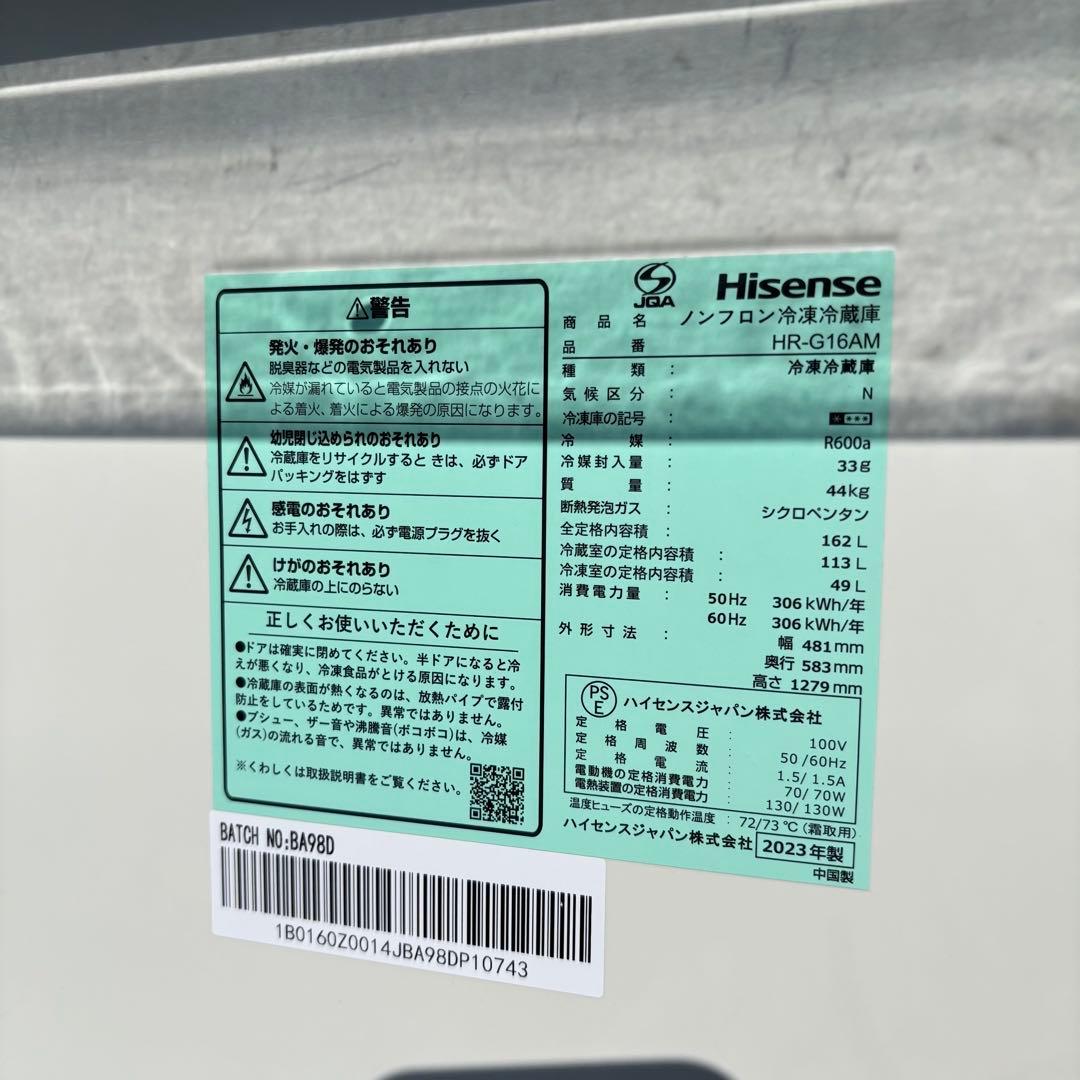 ⚠警告
発火・爆発のおそれあり
脱臭器などの電気製品を入れない
冷媒が漏れていると電気製品の接点の火花に
よる着火、着火による爆発の原因になります。
幼児閉じ込められのおそれあり
冷蔵庫をリサイクルするときは、必ずドア
パッキングをはずす
感電のおそれあり
お手入れの際は、必ず電源プラグを抜く
けがのおそれあり
冷蔵庫の上にのらない
正しくお使いいただくために
●ドアは確実に閉めてください。半ドアになると冷
えが悪くなり、冷凍食品がとける原因になります。
●冷蔵庫の表面が熱くなるのは、放熱パイプで露付
防止をしているためです。異常ではありません。
●プシュー、ザー音や沸騰音(ボコボコ)は、冷媒
(ガス)の流れる音で、異常ではありません。
※くわしくは取扱説明書をご覧ください。
JQA Hisense
商品名 ノンフロン冷凍冷蔵庫
品番 HR-G16AM
種類 : 冷凍冷蔵庫
気候区分 : N
冷凍庫の記号 : ****
冷媒 : R600a
冷媒封入量 : 33g
質量 : 44kg
断熱発泡ガス : シクロペンタン
全定格内容積 : 162L
冷蔵室の定格内容積 : 113L
冷凍室の定格内容積 : 49L
消費電力量 : 50Hz 306kWh/年
60Hz 306kWh/年
外形寸法 : 幅 481mm
奥行 583mm
高さ 1279mm
PSE ハイセンスジャパン株式会社
定格電圧 : 100V
定格周波数 : 50/60Hz
定格電流 : 1.5/1.5A
電動機の定格消費電力 : 70/70W
電熱装置の定格消費電力 : 130/130W
温度ヒューズの定格動作温度 : 72/73℃(霜取用)
ハイセンスジャパン株式会社 2023年製
中国製
BATCH NO:BA98D
1B0160Z0014JBA98DP10743